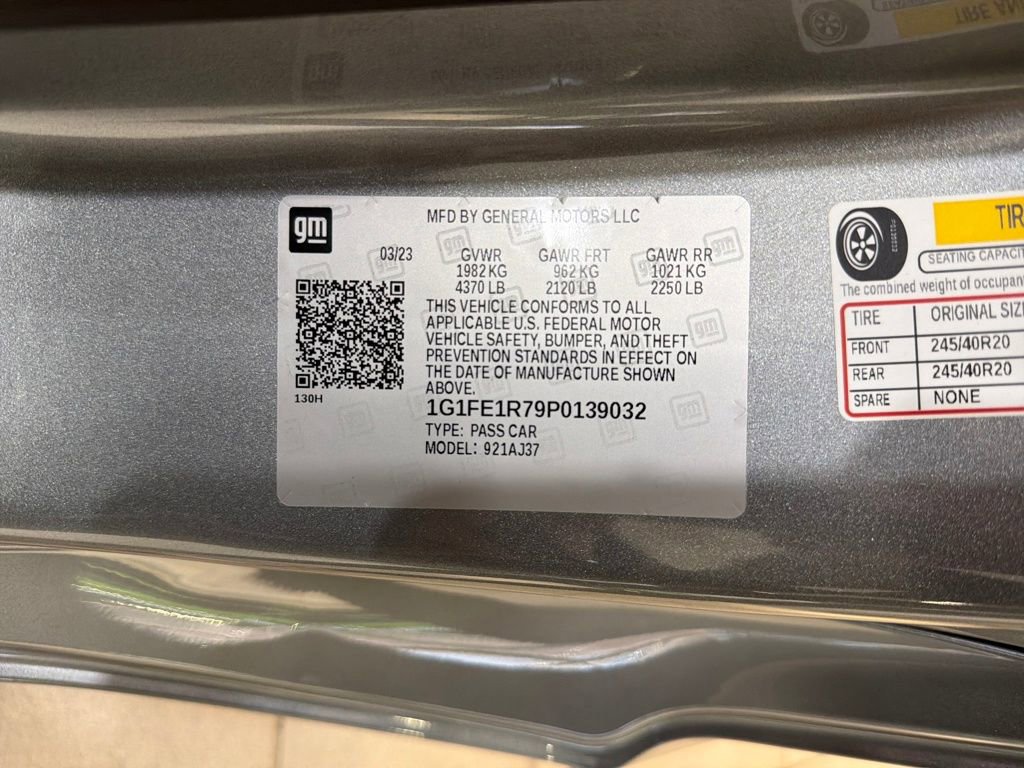 gm
MFD BY GENERAL MOTORS LLC
03/23 GVWR GAWR FRT GAWR RR
1982 KG 962 KG 1021 KG
4370 LB 2120 LB 2250 LB
THIS VEHICLE CONFORMS TO ALL
APPLICABLE U.S. FEDERAL MOTOR
VEHICLE SAFETY, BUMPER, AND THEFT
PREVENTION STANDARDS IN EFFECT ON
THE DATE OF MANUFACTURE SHOWN
ABOVE.
130H
1G1FE1R79P0139032
TYPE: PASS CAR
MODEL: 921AJ37
TIR
SEATING CAPACI
The combined weight of occupan
TIRE ORIGINAL SIZ
FRONT 245/40R20
REAR 245/40R20
SPARE NONE